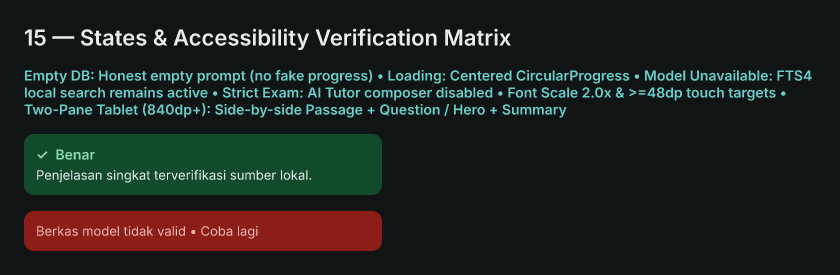 15 — States & Accessibility Verification Matrix
Empty DB: Honest empty prompt (no fake progress) • Loading: Centered CircularProgress • Model Unavailable: FTS4
local search remains active • Strict Exam: AI Tutor composer disabled • Font Scale 2.0x & >=48dp touch targets •
Two-Pane Tablet (840dp+): Side-by-side Passage + Question / Hero + Summary
✓ Benar
Penjelasan singkat terverifikasi sumber lokal.
Berkas model tidak valid • Coba lagi